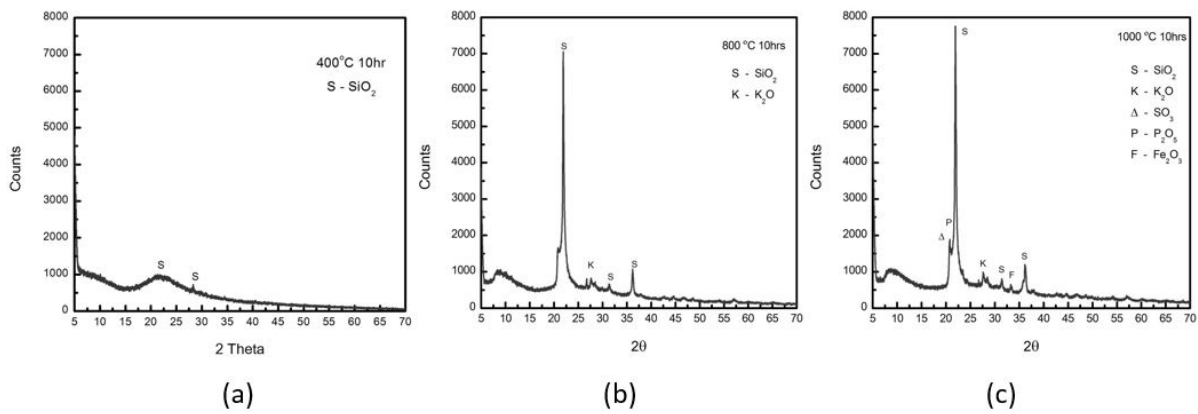 8000
7000
6000
5000
4000
3000
2000
1000
0
Counts
400°C 10hr
S - SiO₂
S
S
5 10 15 20 25 30 35 40 45 50 55 60 65 70
2 Theta
(a)
8000
7000
6000
5000
4000
3000
2000
1000
0
Counts
800 °C 10hrs
S - SiO₂
K - K₂O
S
K
S
S
5 10 15 20 25 30 35 40 45 50 55 60 65 70
2θ
(b)
8000
7000
6000
5000
4000
3000
2000
1000
0
Counts
1000 °C 10hrs
S - SiO₂
K - K₂O
Δ - SO₃
P - P₂O₅
F - Fe₂O₃
S
P
Δ
K
S
F
S
5 10 15 20 25 30 35 40 45 50 55 60 65 70
2θ
(c)